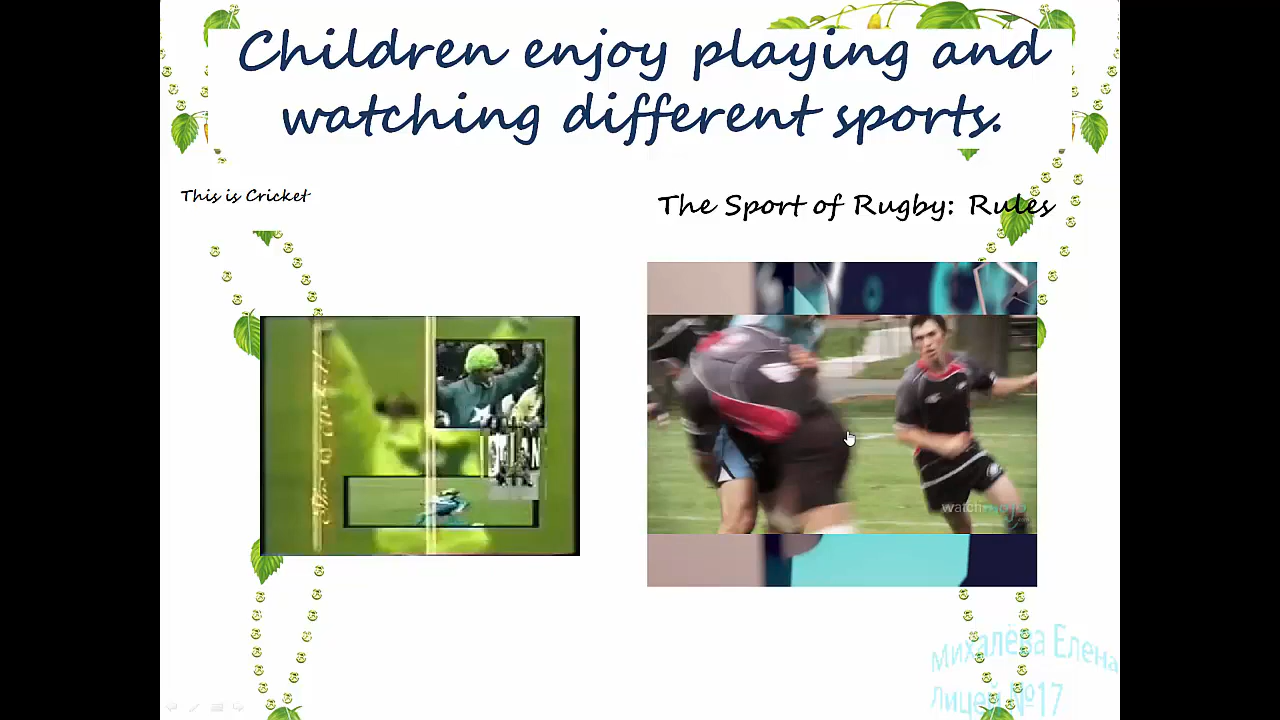 Children enjoy playing and
watching different sports.
This is Cricket
The Sport of Rugby: Rules
watchmojo
Михалёва Елена
Лицей №17